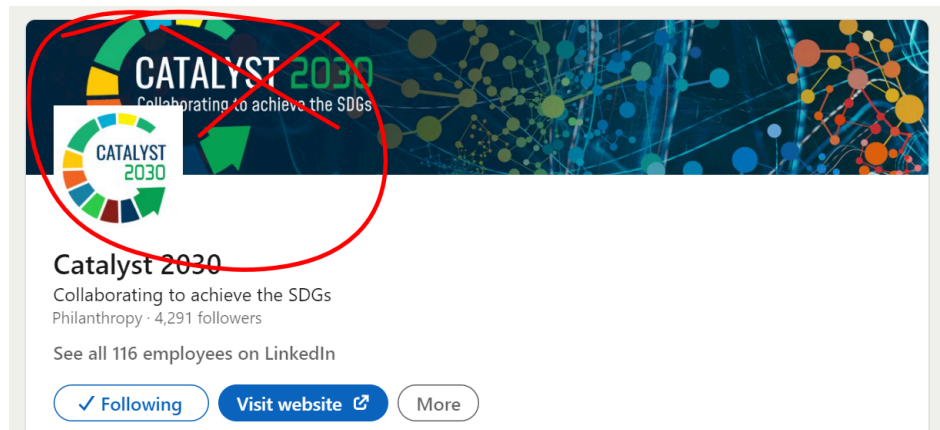 CATALYST 2030
Collaborating to achieve the SDGs
CATALYST
2030
Catalyst 2030
Collaborating to achieve the SDGs
Philanthropy · 4,291 followers
See all 116 employees on LinkedIn
✓ Following
Visit website
More